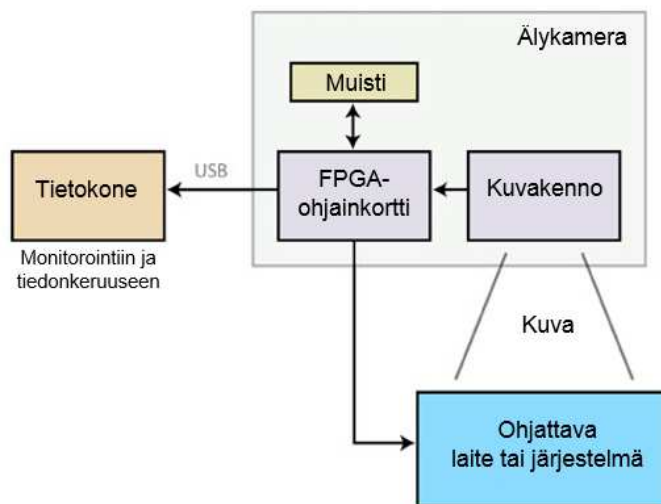 Älykamera
Muisti
Tietokone
USB
FPGA-
ohjainkortti
Kuvakenno
Monitorointiin ja
tiedonkeruuseen
Kuva
Ohjattava
laite tai järjestelmä